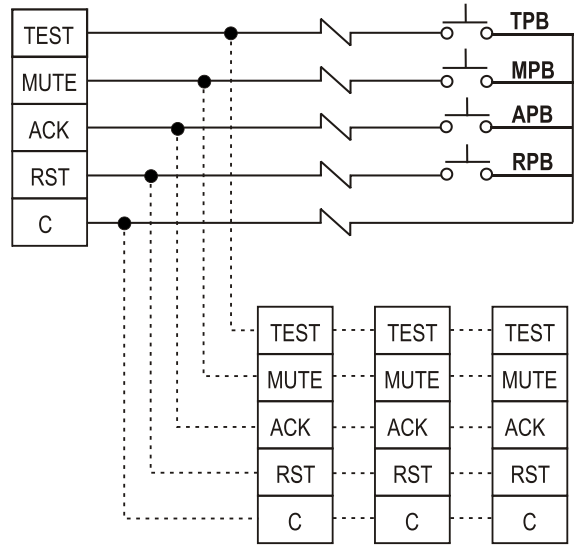 TEST TPB
MUTE MPB
ACK APB
RST RPB
C
TEST TEST TEST
MUTE MUTE MUTE
ACK ACK ACK
RST RST RST
C C C